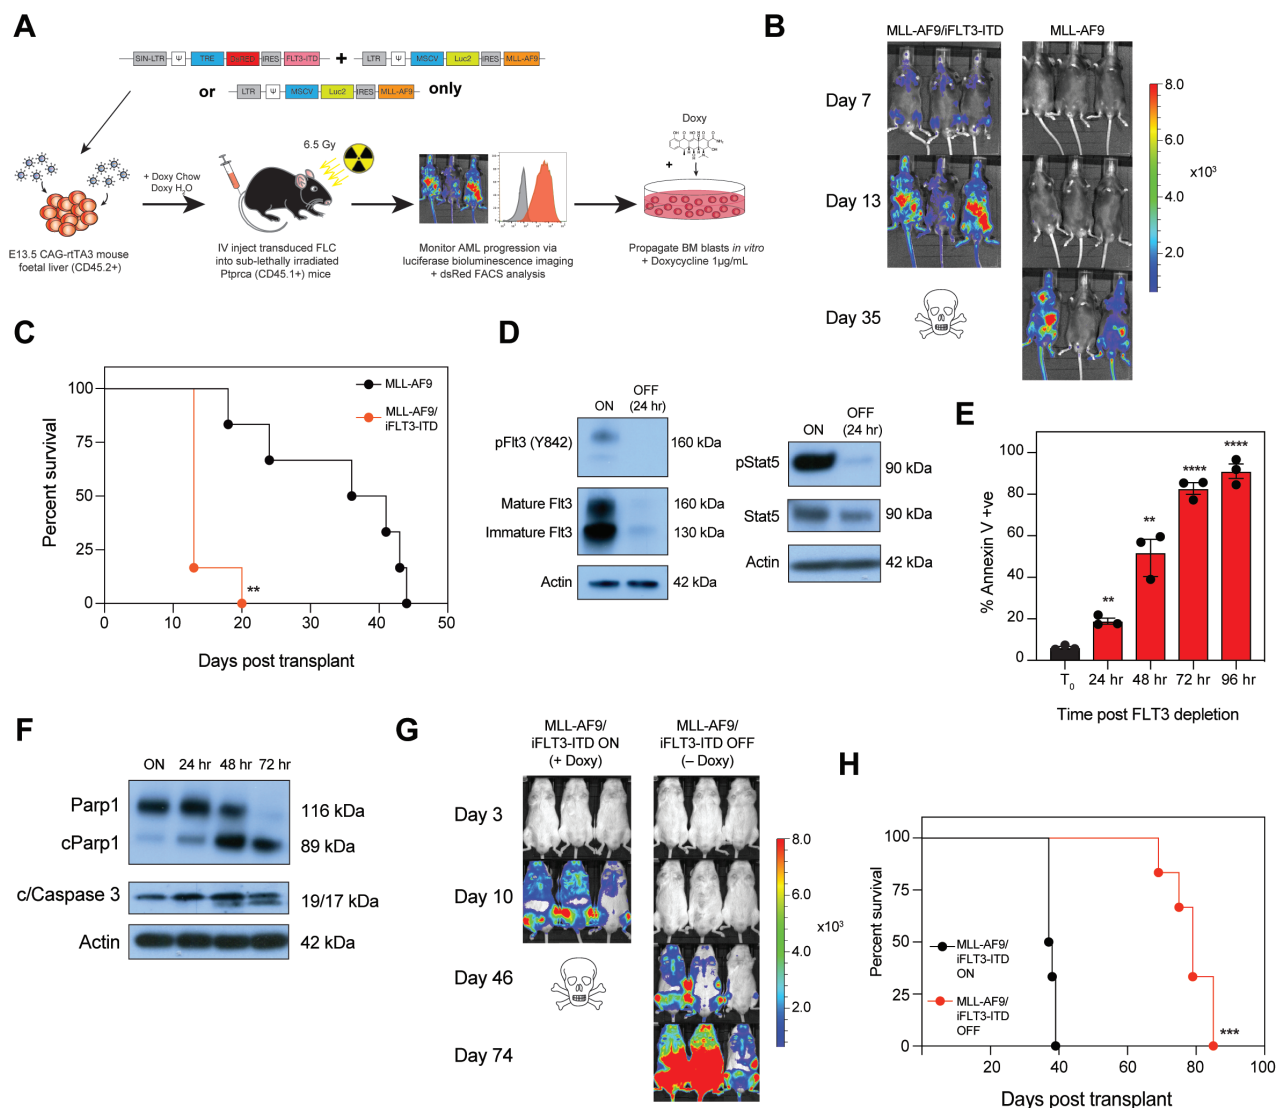 A
SIN-LTR Ψ TRE DsRED IRES FLT3-ITD + LTR Ψ MSCV Luc2 IRES MLL-AF9
or LTR Ψ MSCV Luc2 IRES MLL-AF9 only
+ Doxy Chow
Doxy H2O
6.5 Gy
Doxy
+
E13.5 CAG-rtTA3 mouse
foetal liver (CD45.2+)
IV inject transduced FLC
into sub-lethally irradiated
Ptprca (CD45.1+) mice
Monitor AML progression via
luciferase bioluminescence imaging
+ dsRed FACS analysis
Propagate BM blasts in vitro
+ Doxycycline 1µg/mL
B
MLL-AF9/iFLT3-ITD MLL-AF9
Day 7
Day 13
Day 35
8.0
6.0
x10³
4.0
2.0
C
Percent survival
100
75
50
25
0
0 10 20 30 40 50
Days post transplant
MLL-AF9
MLL-AF9/
iFLT3-ITD
**
D
ON OFF
(24 hr)
pFlt3 (Y842) 160 kDa
Mature Flt3 160 kDa
Immature Flt3 130 kDa
Actin 42 kDa
ON OFF
(24 hr)
pStat5 90 kDa
Stat5 90 kDa
Actin 42 kDa
E
% Annexin V +ve
100
80
60
40
20
0
** ** **** ****
T0 24 hr 48 hr 72 hr 96 hr
Time post FLT3 depletion
F
ON 24 hr 48 hr 72 hr
Parp1 116 kDa
cParp1 89 kDa
c/Caspase 3 19/17 kDa
Actin 42 kDa
G
MLL-AF9/
iFLT3-ITD ON
(+ Doxy)
MLL-AF9/
iFLT3-ITD OFF
(– Doxy)
Day 3
Day 10
Day 46
Day 74
8.0
6.0
x10³
4.0
2.0
H
Percent survival
100
75
50
25
0
20 40 60 80 100
Days post transplant
MLL-AF9/
iFLT3-ITD
ON
MLL-AF9/
iFLT3-ITD
OFF
***